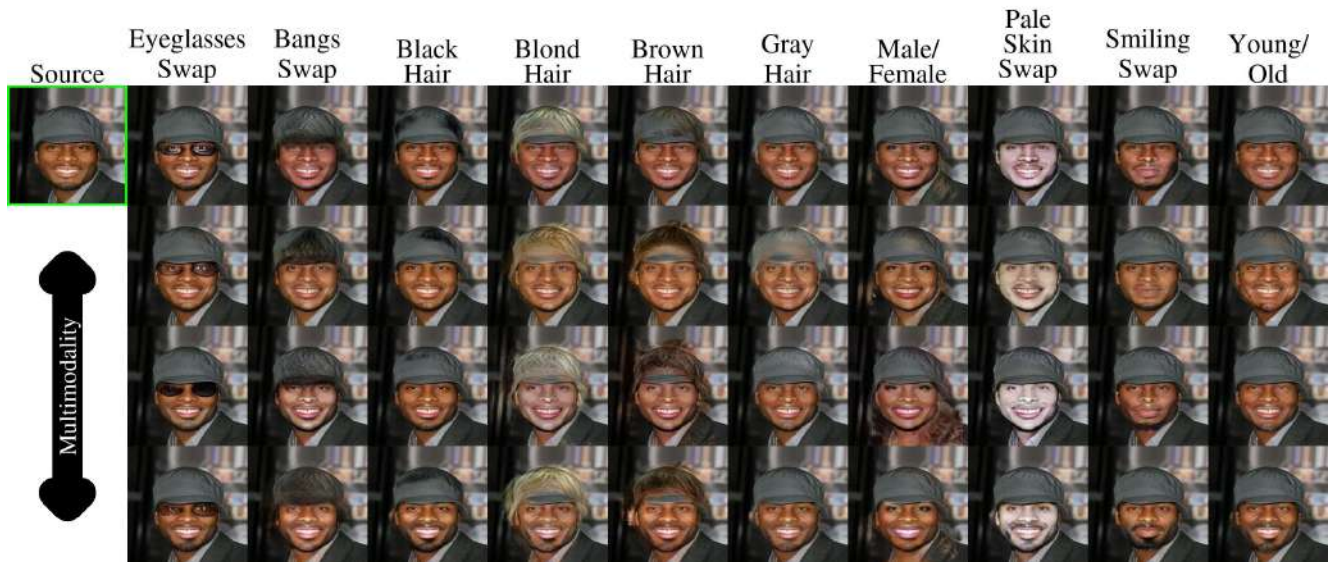 Source
Eyeglasses
Swap
Bangs
Swap
Black
Hair
Blond
Hair
Brown
Hair
Gray
Hair
Male/
Female
Pale
Skin
Swap
Smiling
Swap
Young/
Old
Multimodality